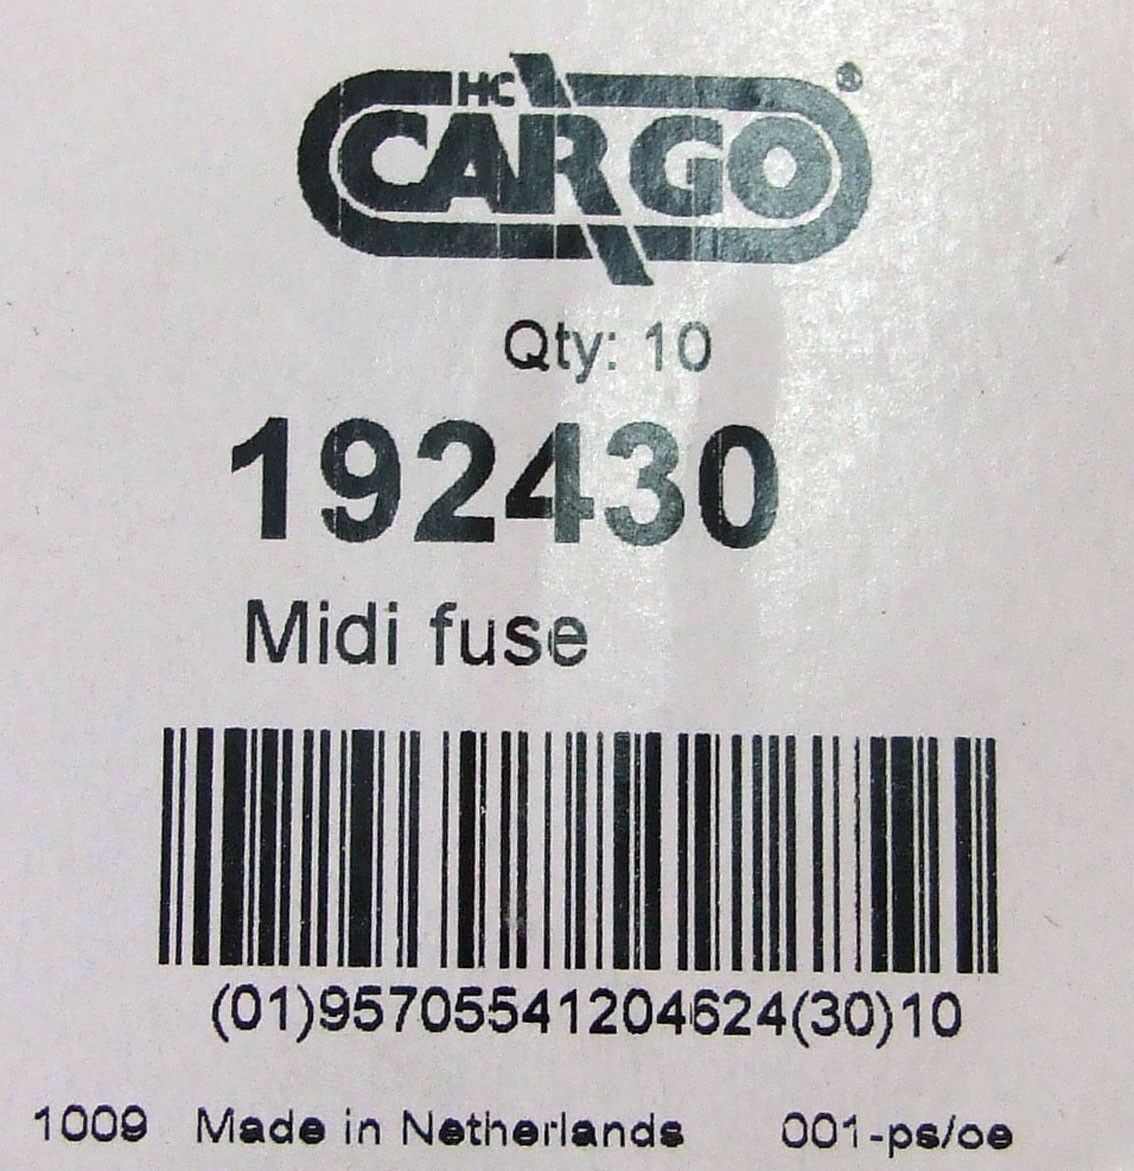 HC
CARGO®
Qty: 10
192430
Midi fuse
(01)95705541204624(30)10
1009 Made in Netherlands 001-ps/oe